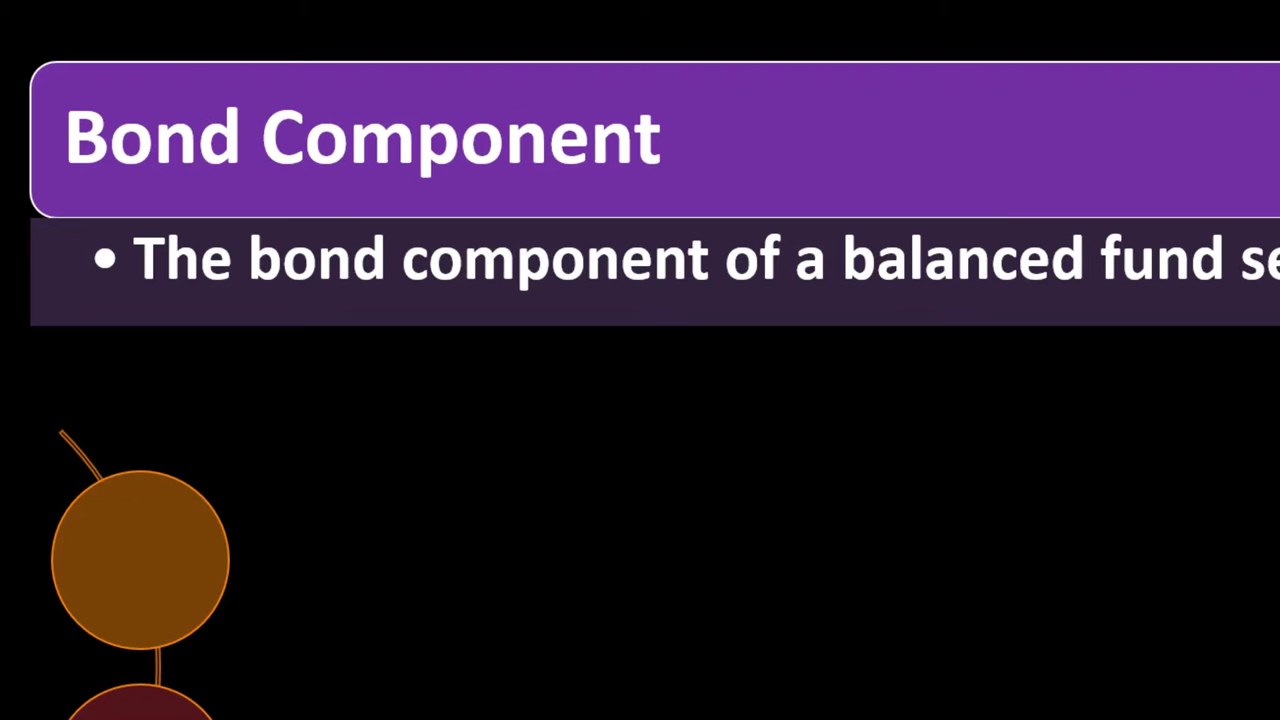 Bond Component
• The bond component of a balanced fund